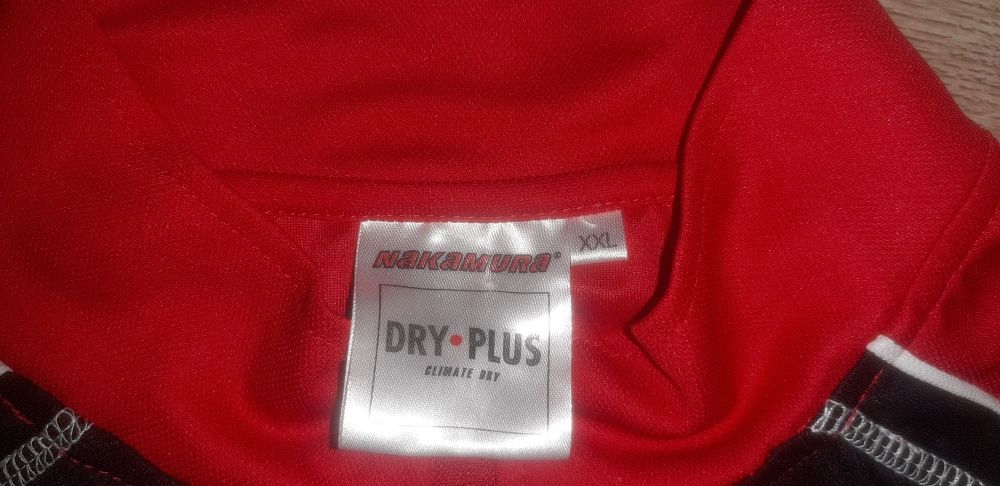 NaKaMURa®
XXL
DRY•PLUS
CLIMATE DRY